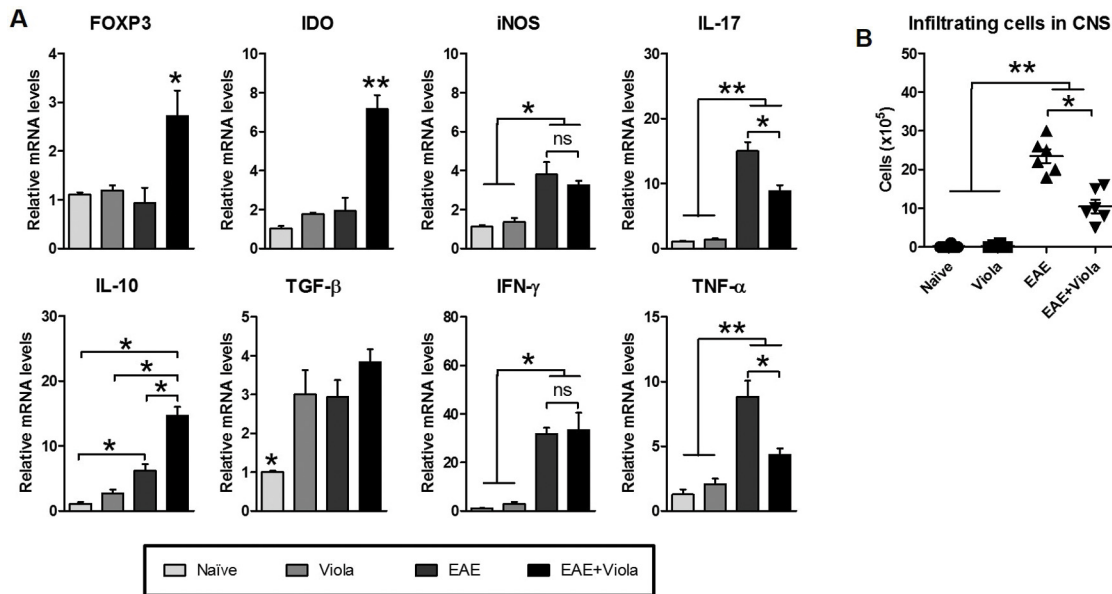 A
FOXP3
Relative mRNA levels
4
3
2
1
0
*
IDO
Relative mRNA levels
8
6
4
2
0
**
iNOS
Relative mRNA levels
8
6
4
2
0
*
ns
IL-17
Relative mRNA levels
30
20
10
0
**
*
B
Infiltrating cells in CNS
Cells (x10⁵)
50
40
30
20
10
0
**
*
Naïve
Viola
EAE
EAE+Viola
IL-10
Relative mRNA levels
30
20
10
0
*
*
*
*
TGF-β
Relative mRNA levels
5
4
3
2
1
0
*
IFN-γ
Relative mRNA levels
80
60
40
20
0
*
ns
TNF-α
Relative mRNA levels
15
10
5
0
**
*
Naïve Viola EAE EAE+Viola